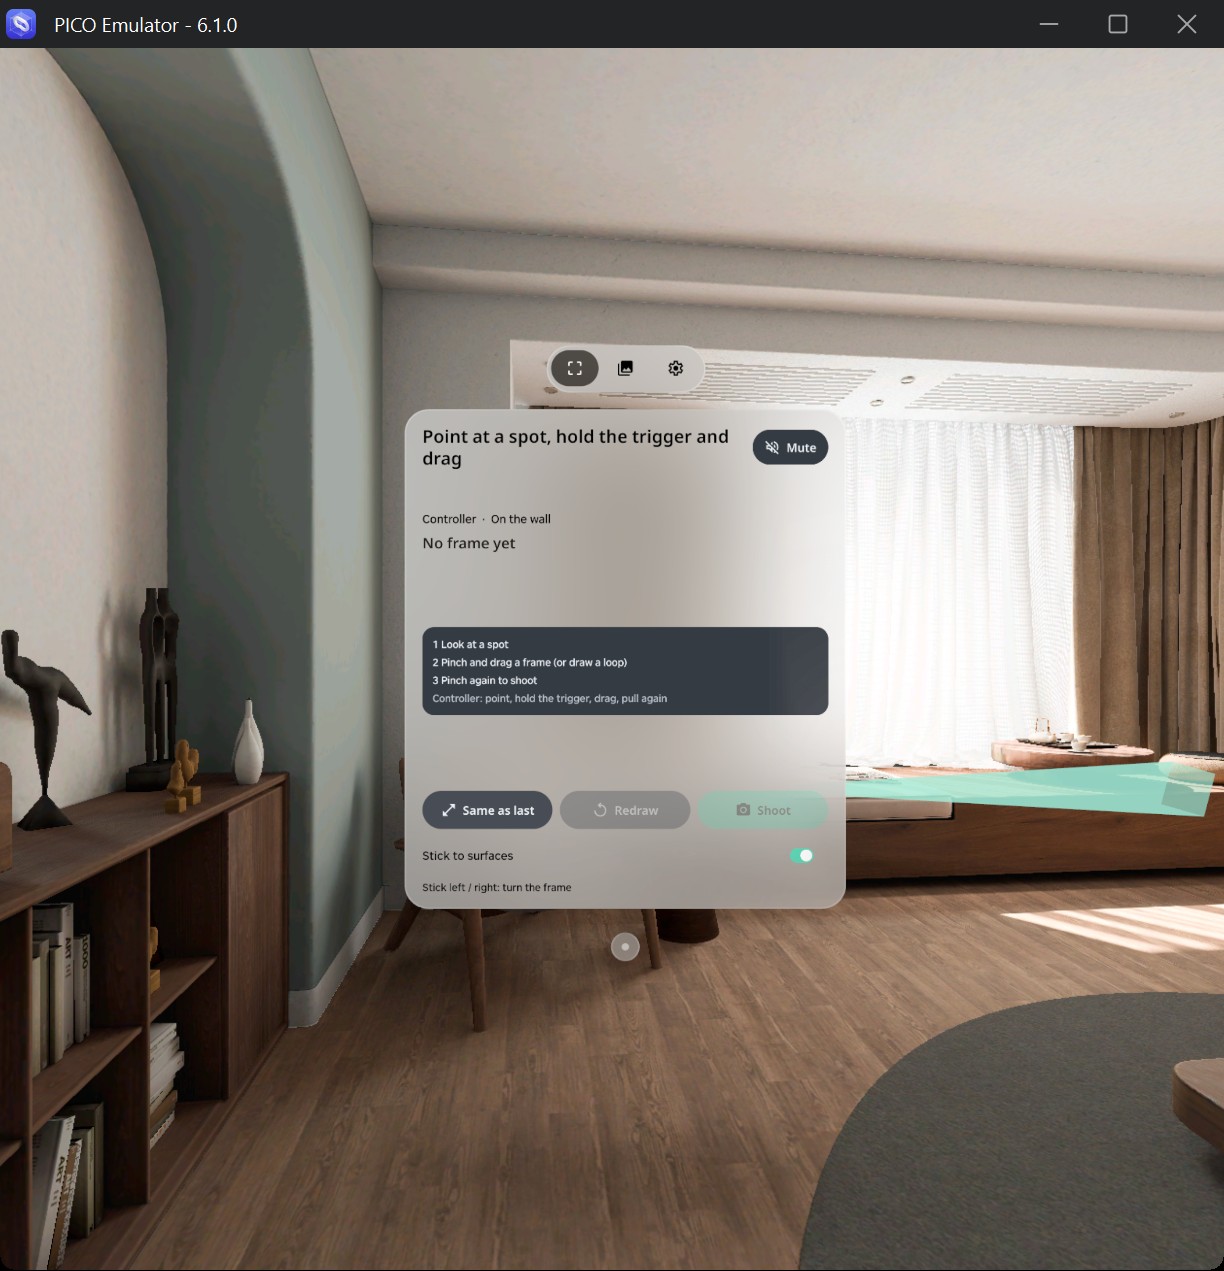 PICO Emulator - 6.1.0
Point at a spot, hold the trigger and
drag
Mute
Controller · On the wall
No frame yet
1 Look at a spot
2 Pinch and drag a frame (or draw a loop)
3 Pinch again to shoot
Controller: point, hold the trigger, drag, pull again
Same as last
Redraw
Shoot
Stick to surfaces
Stick left / right: turn the frame